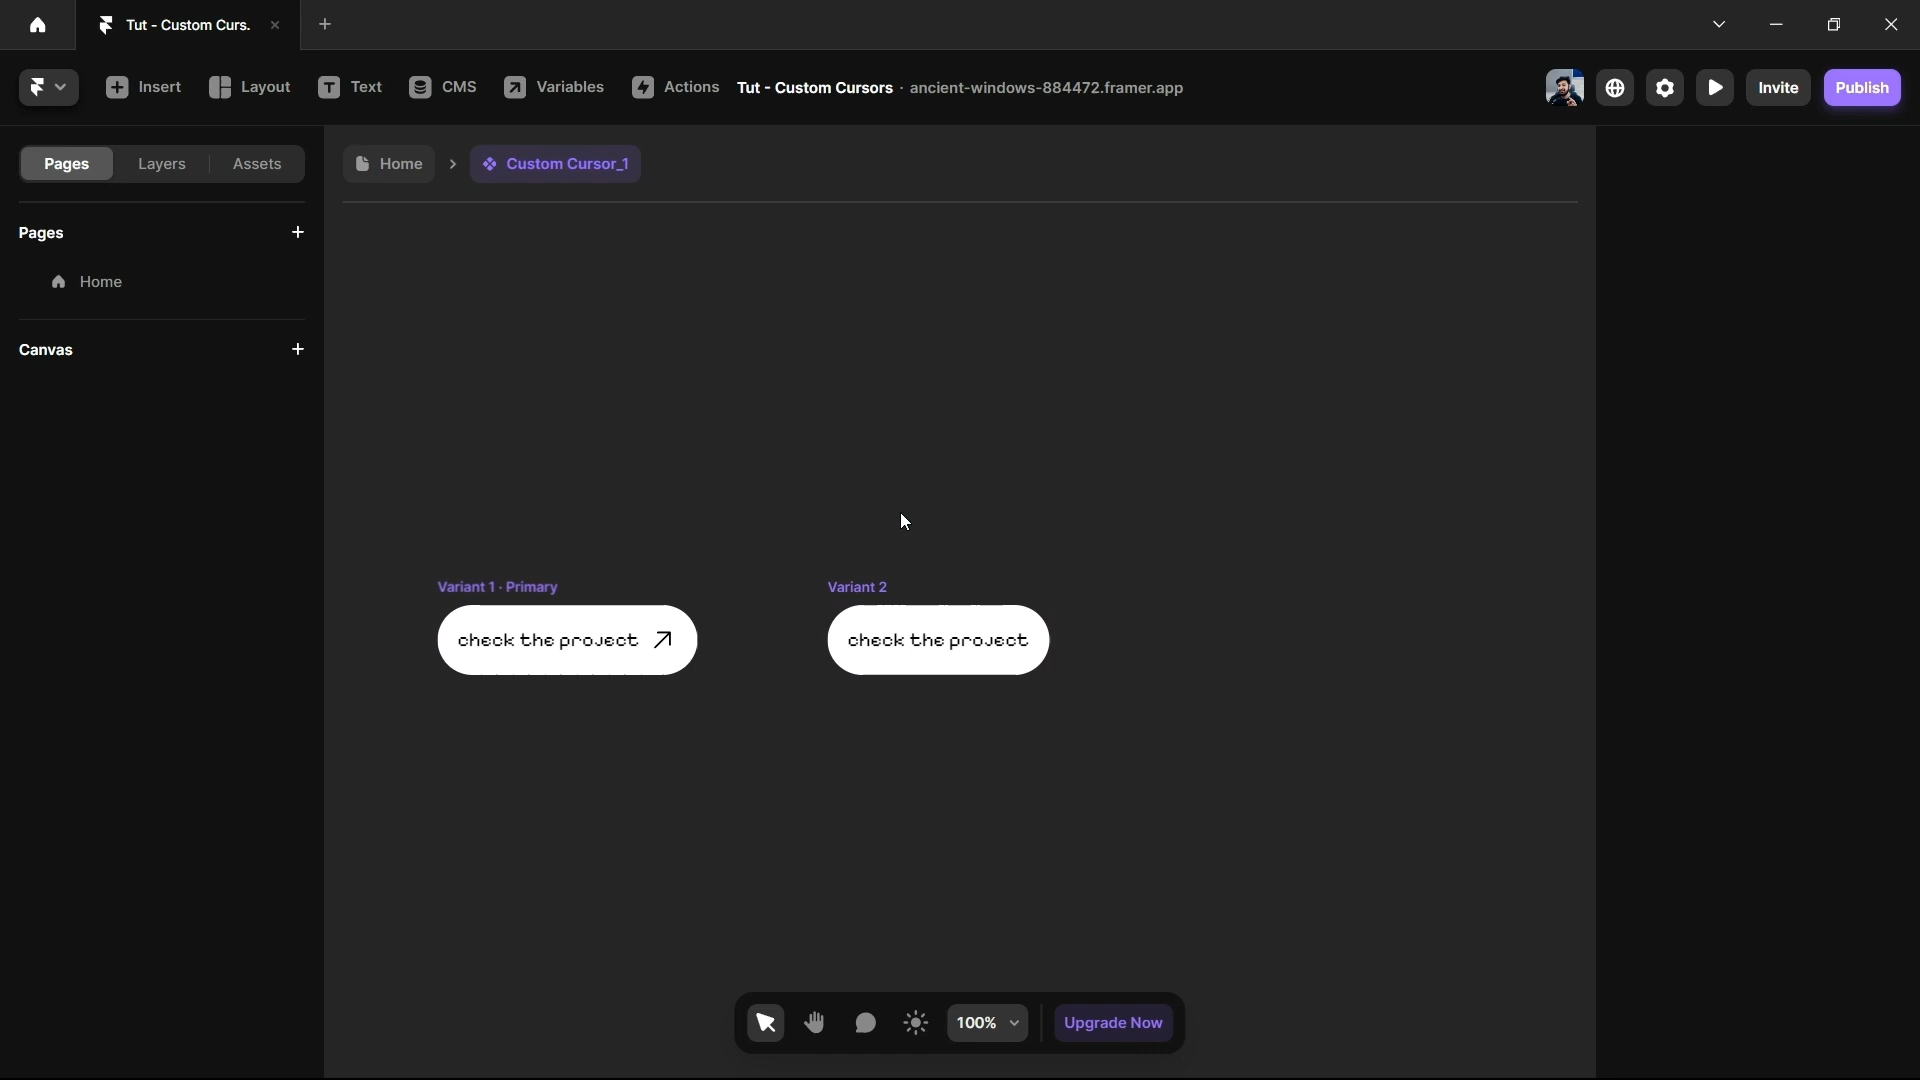 Tut - Custom Curs.
Insert
Layout
Text
CMS
Variables
Actions
Tut - Custom Cursors · ancient-windows-884472.framer.app
Invite
Publish
Pages
Layers
Assets
Home
Custom Cursor_1
Pages
Home
Canvas
Variant 1 · Primary
Variant 2
check the project
check the project
100%
Upgrade Now